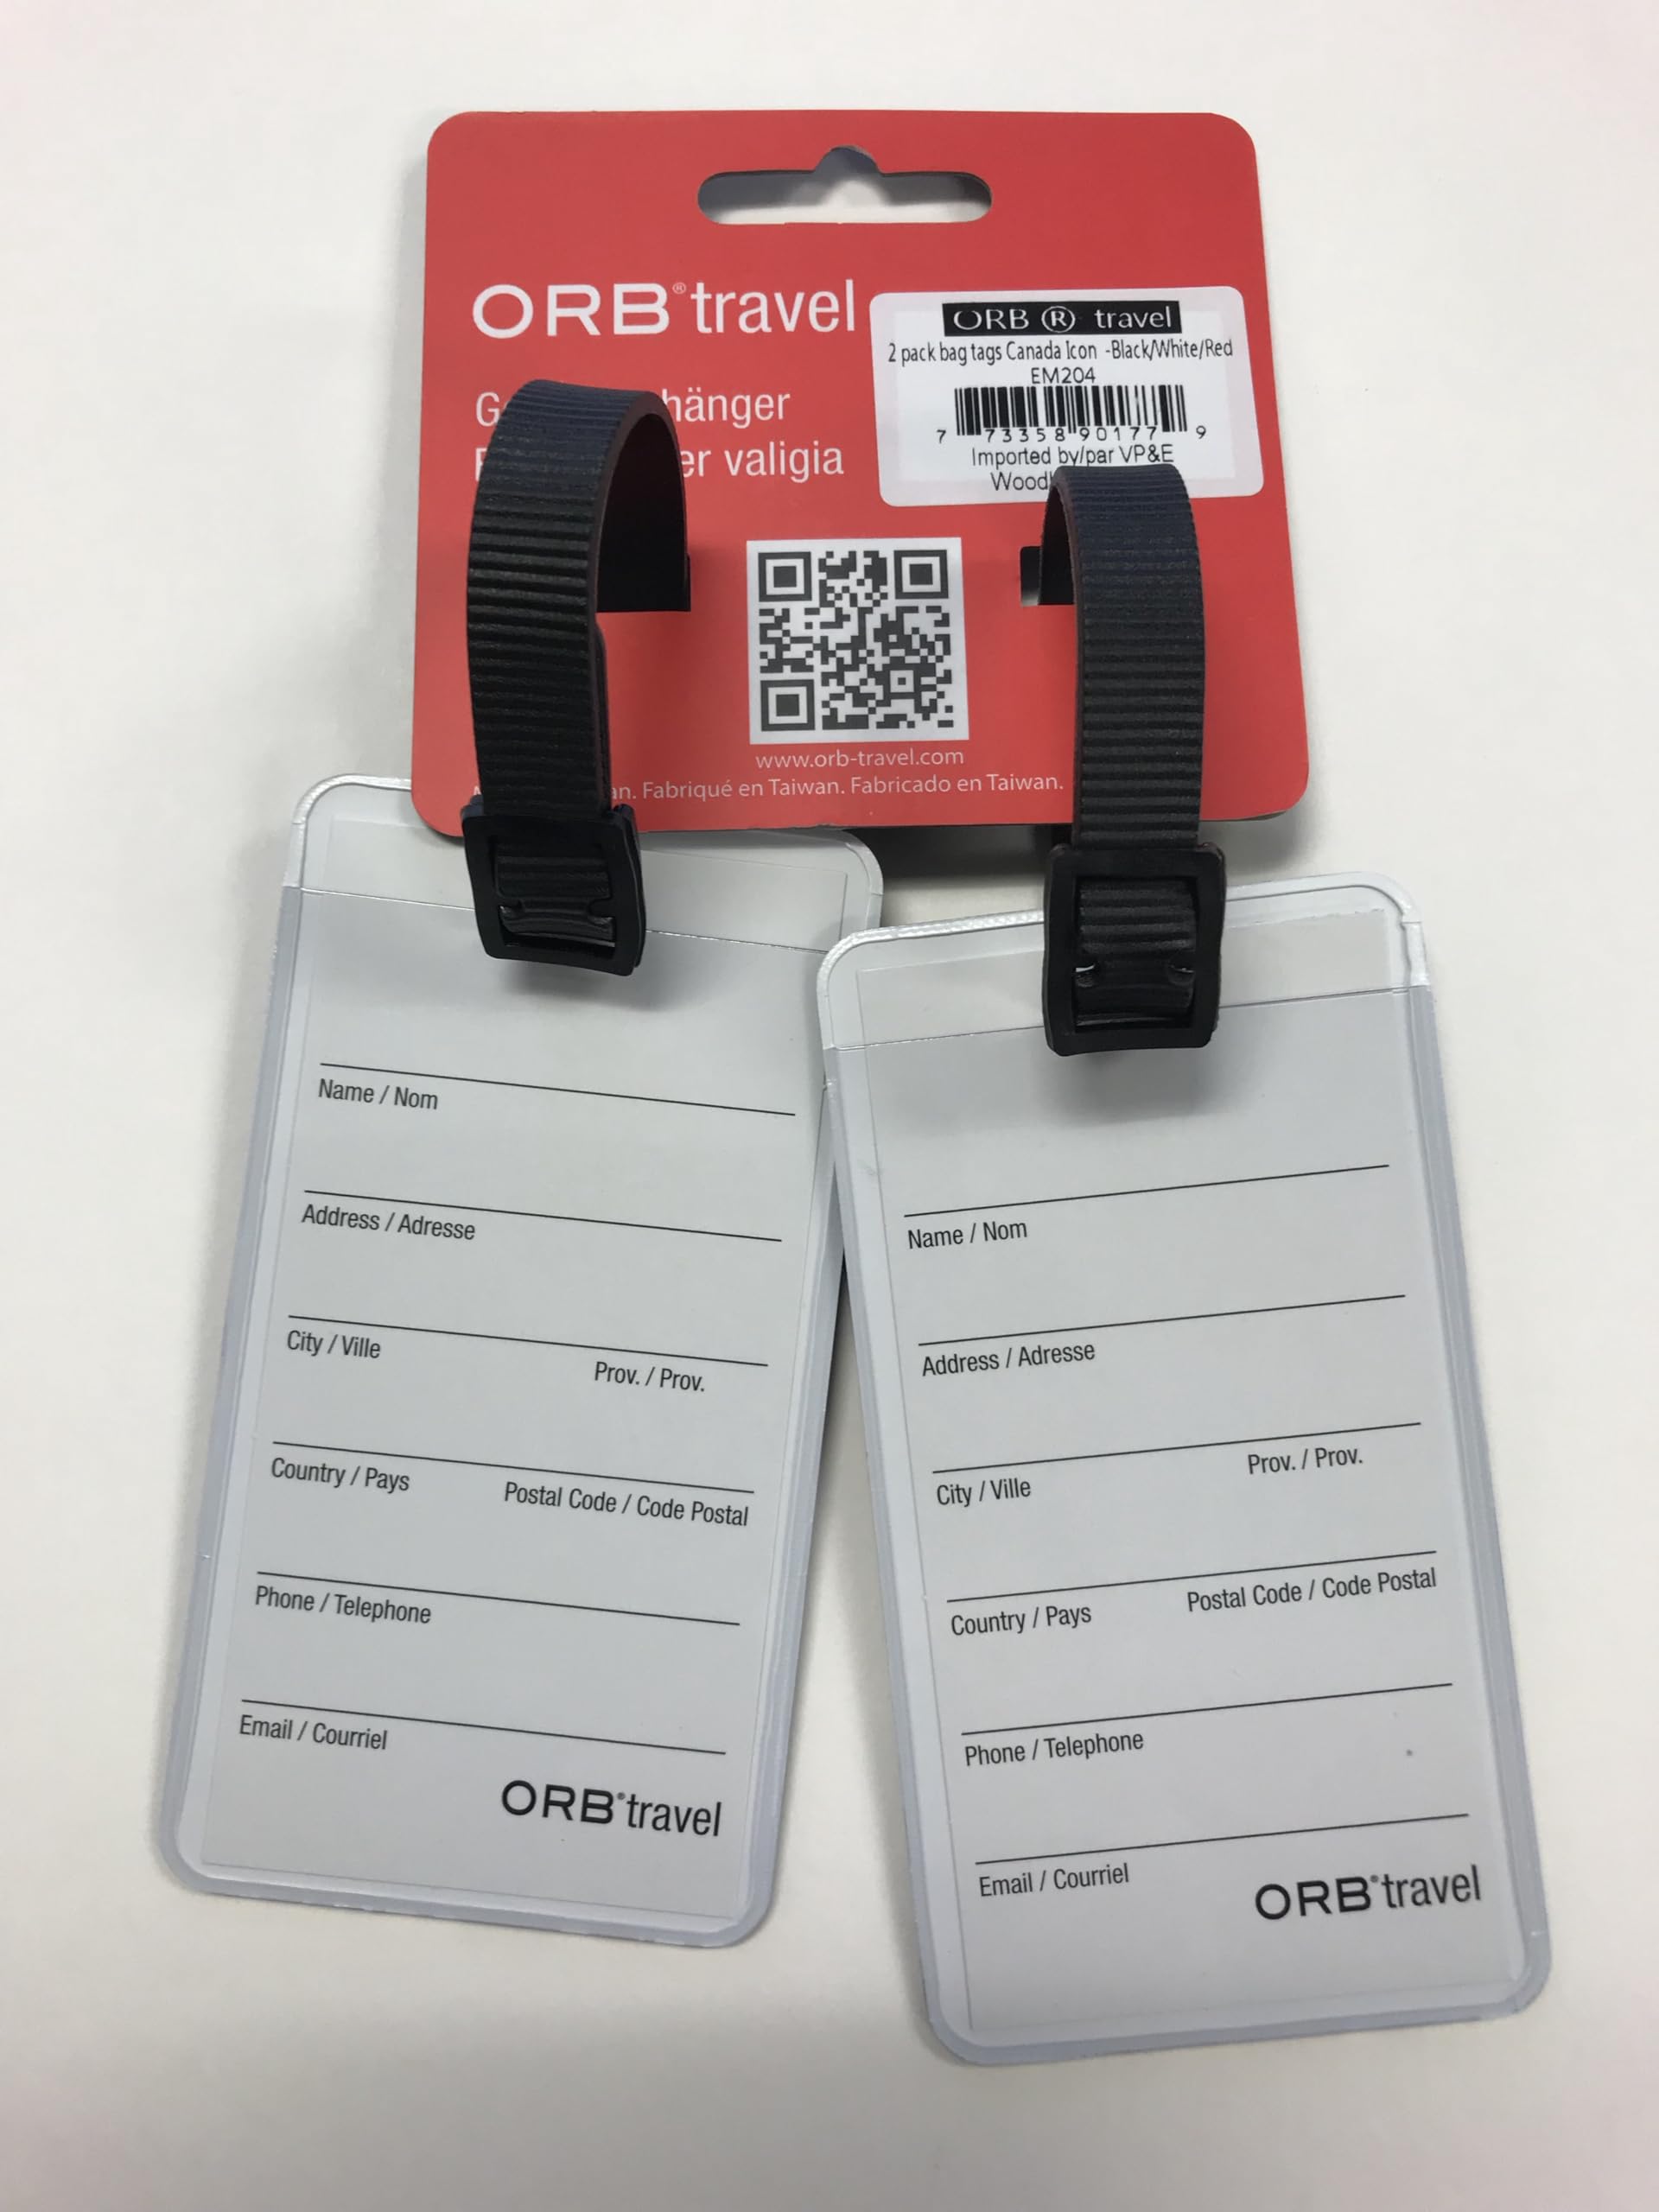 ORB® travel
ORB ® travel
2 pack bag tags Canada Icon -Black/White/Red
EM204
7 73358 90177 9
Imported by/par VP&E
er valigia
www.orb-travel.com
Fabriqué en Taiwan. Fabricado en Taiwan.
Name / Nom
Address / Adresse
City / Ville Prov. / Prov.
Country / Pays Postal Code / Code Postal
Phone / Telephone
Email / Courriel
ORB® travel
Name / Nom
Address / Adresse
City / Ville Prov. / Prov.
Country / Pays Postal Code / Code Postal
Phone / Telephone
Email / Courriel
ORB® travel